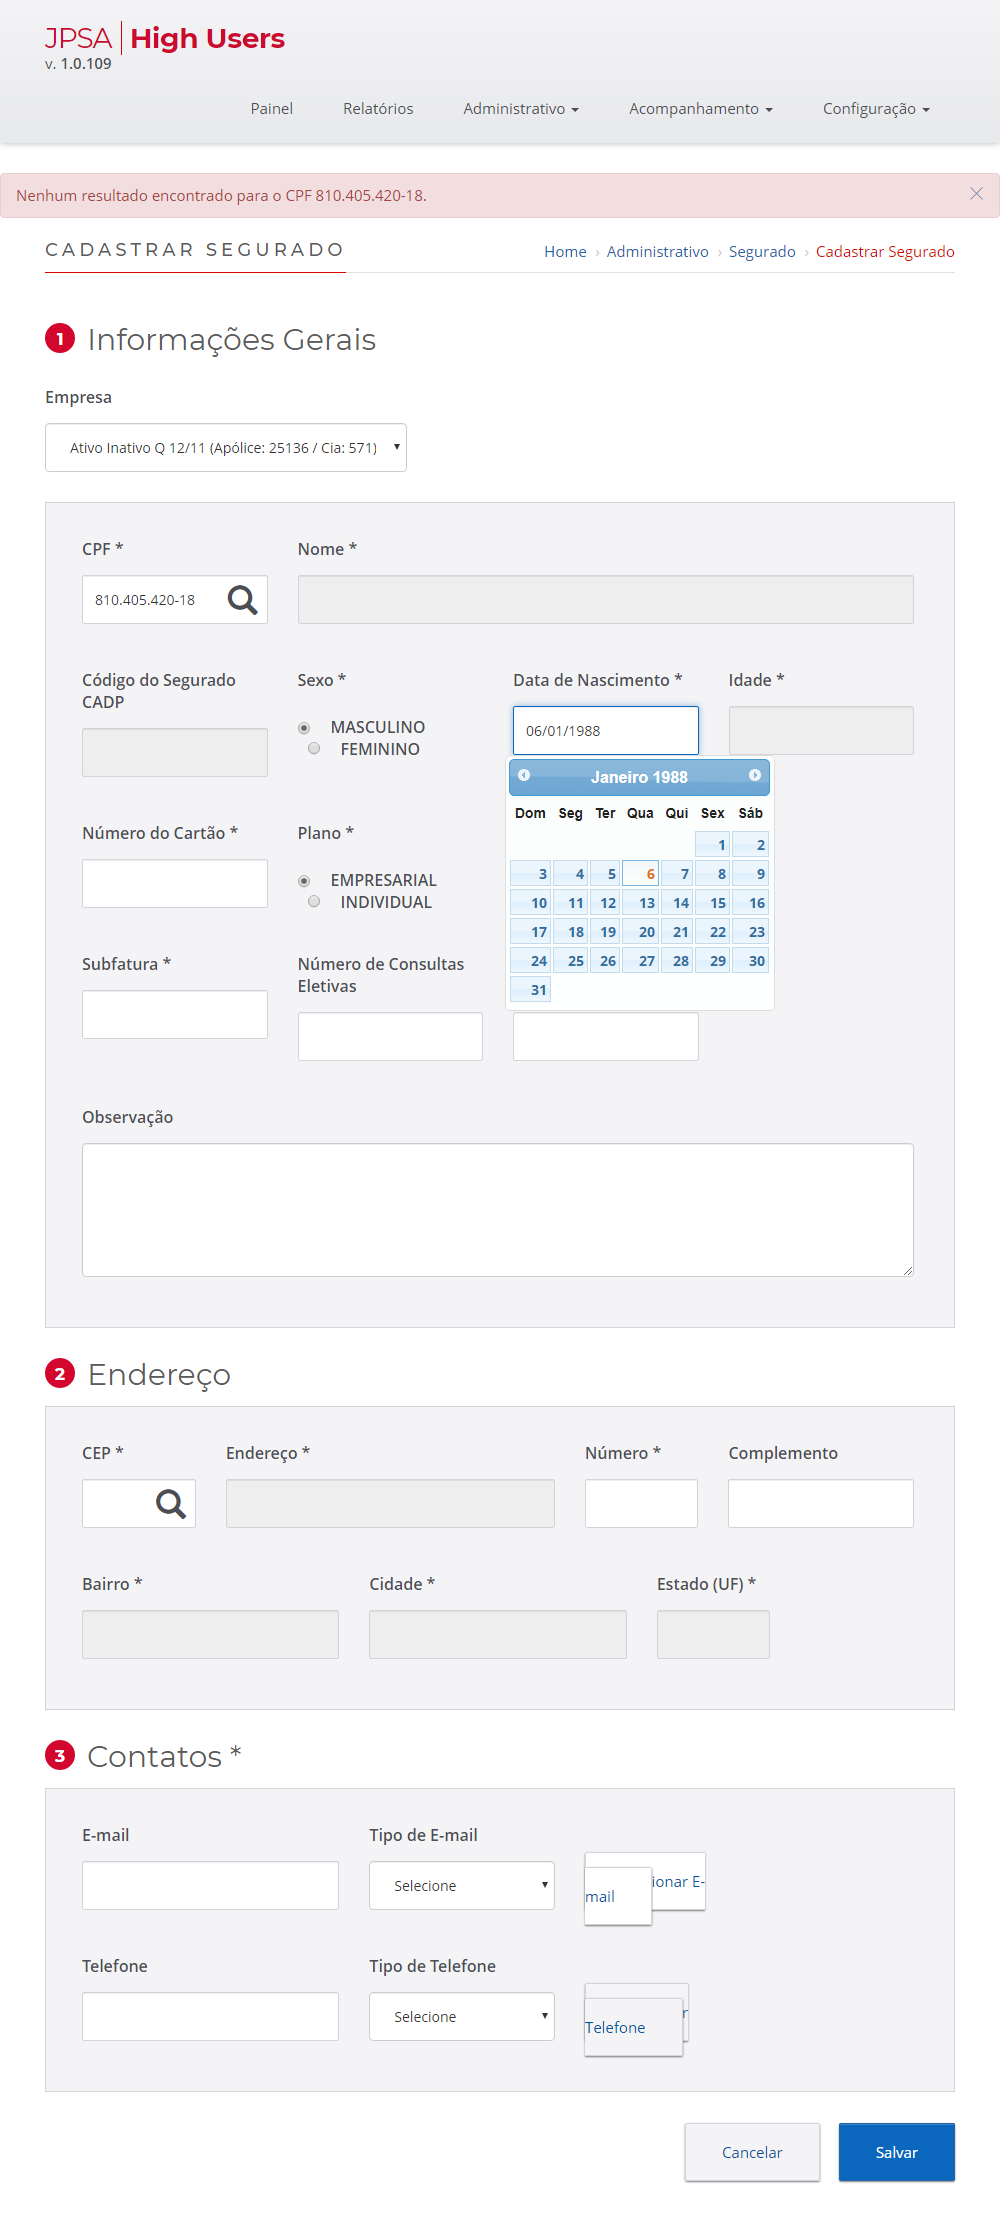 JPSA High Users
v. 1.0.109
Painel Relatórios Administrativo Acompanhamento Configuração
Nenhum resultado encontrado para o CPF 810.405.420-18.
CADASTRAR SEGURADO
Home › Administrativo › Segurado › Cadastrar Segurado
1 Informações Gerais
Empresa
Ativo Inativo Q 12/11 (Apólice: 25136 / Cia: 571)
CPF * Nome *
810.405.420-18
Código do Segurado CADP
Sexo *
MASCULINO
FEMININO
Data de Nascimento *
06/01/1988
Idade *
Janeiro 1988
Dom Seg Ter Qua Qui Sex Sáb
1 2
3 4 5 6 7 8 9
10 11 12 13 14 15 16
17 18 19 20 21 22 23
24 25 26 27 28 29 30
31
Número do Cartão *
Plano *
EMPRESARIAL
INDIVIDUAL
Subfatura *
Número de Consultas
Eletivas
Observação
2 Endereço
CEP * Endereço * Número * Complemento
Bairro * Cidade * Estado (UF) *
3 Contatos *
E-mail Tipo de E-mail
Selecione
ionar E-
mail
Telefone Tipo de Telefone
Selecione
r
Telefone
Cancelar Salvar